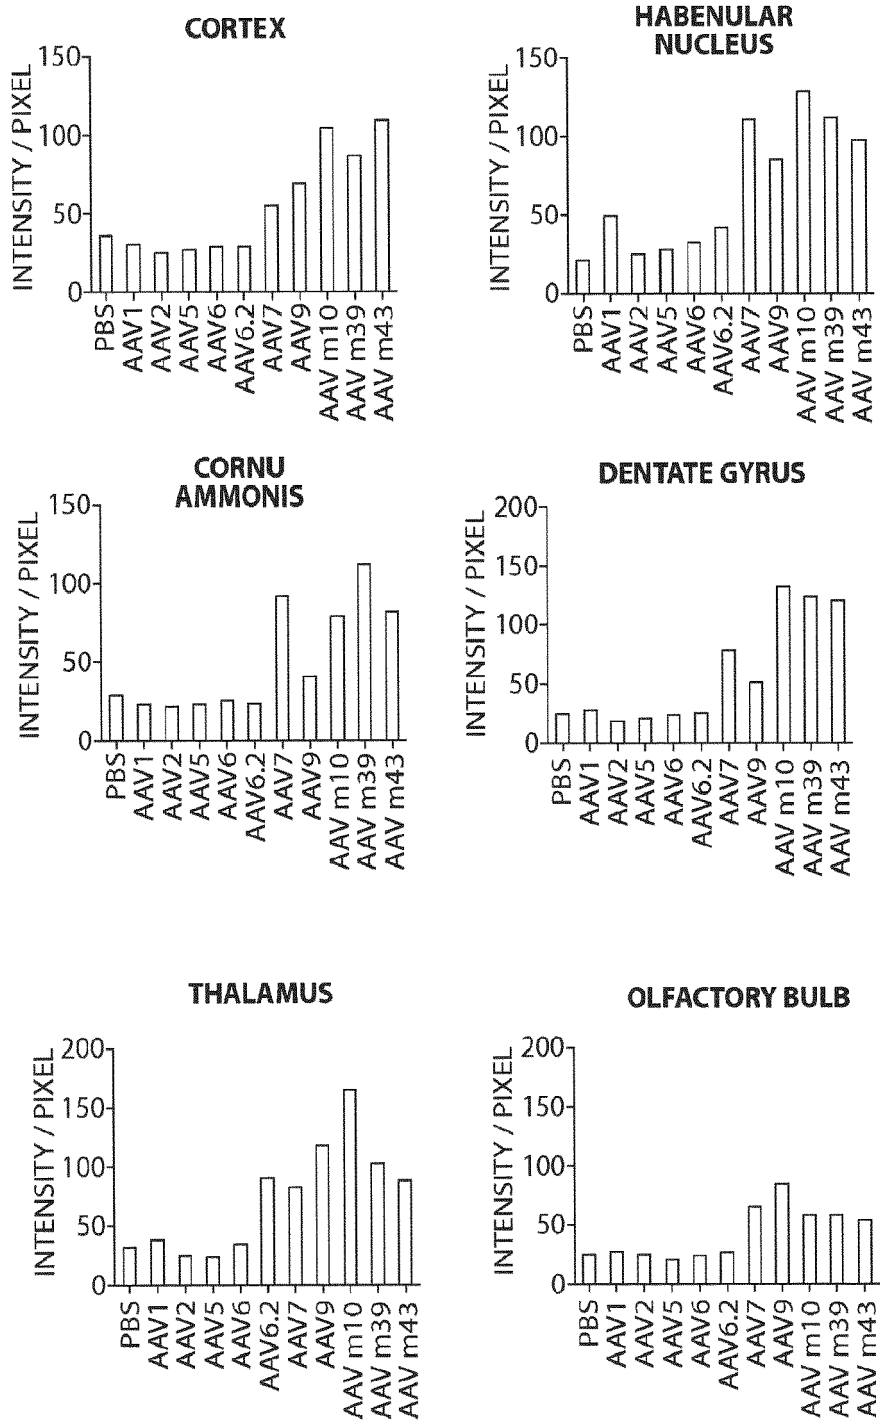 CORTEX
INTENSITY / PIXEL
150
100
50
0
PBS
AAV1
AAV2
AAV5
AAV6
AAV6.2
AAV7
AAV9
AAV m10
AAV m39
AAV m43
HABENULAR
NUCLEUS
INTENSITY / PIXEL
150
100
50
0
PBS
AAV1
AAV2
AAV5
AAV6
AAV6.2
AAV7
AAV9
AAV m10
AAV m39
AAV m43
CORNU
AMMONIS
INTENSITY / PIXEL
150
100
50
0
PBS
AAV1
AAV2
AAV5
AAV6
AAV6.2
AAV7
AAV9
AAV m10
AAV m39
AAV m43
DENTATE GYRUS
INTENSITY / PIXEL
200
150
100
50
0
PBS
AAV1
AAV2
AAV5
AAV6
AAV6.2
AAV7
AAV9
AAV m10
AAV m39
AAV m43
THALAMUS
INTENSITY / PIXEL
200
150
100
50
0
PBS
AAV1
AAV2
AAV5
AAV6
AAV6.2
AAV7
AAV9
AAV m10
AAV m39
AAV m43
OLFACTORY BULB
INTENSITY / PIXEL
200
150
100
50
0
PBS
AAV1
AAV2
AAV5
AAV6
AAV6.2
AAV7
AAV9
AAV m10
AAV m39
AAV m43